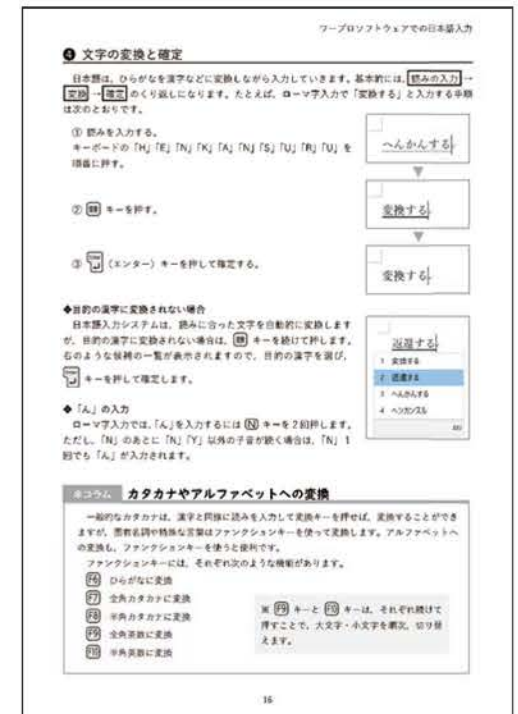 ワープロソフトウェアでの日本語入力
❹ 文字の変換と確定
日本語は、ひらがなを漢字などに変換しながら入力していきます。基本的には、読みの入力→
変換→確定のくり返しになります。たとえば、ローマ字入力で「変換する」と入力する手順
は次のとおりです。
① 読みを入力する。
キーボードの「H」「E」「N」「K」「A」「N」「S」「U」「R」「U」を
順番に押す。
へんかんする
② キーを押す。
変換する
③ (エンター)キーを押して確定する。
変換する
◆目的の漢字に変換されない場合
日本語入力システムは、読みに合った文字を自動的に変換します
が、目的の漢字に変換されない場合は、キーを続けて押します。
右のような候補の一覧が表示されますので、目的の漢字を選び、
キーを押して確定します。
返還する
1 変換する
2 返還する
3 へんかんする
4 ヘンカンスル
◆「ん」の入力
ローマ字入力では、「ん」を入力するには N キーを2回押します。
ただし、「N」のあとに「N」「Y」以外の子音が続く場合は、「N」1
回でも「ん」が入力されます。
コラム カタカナやアルファベットへの変換
一般的なカタカナは、漢字と同様に読みを入力して変換キーを押せば、変換することができ
ますが、固有名詞や特殊な言葉はファンクションキーを使って変換します。アルファベットへ
の変換も、ファンクションキーを使うと便利です。
ファンクションキーには、それぞれ次のような機能があります。
F6 ひらがなに変換
F7 全角カタカナに変換
F8 半角カタカナに変換
F9 全角英数に変換
F10 半角英数に変換
※ F9 キーと F10 キーは、それぞれ続けて
押すことで、大文字・小文字を順次、切り替
えます。
16